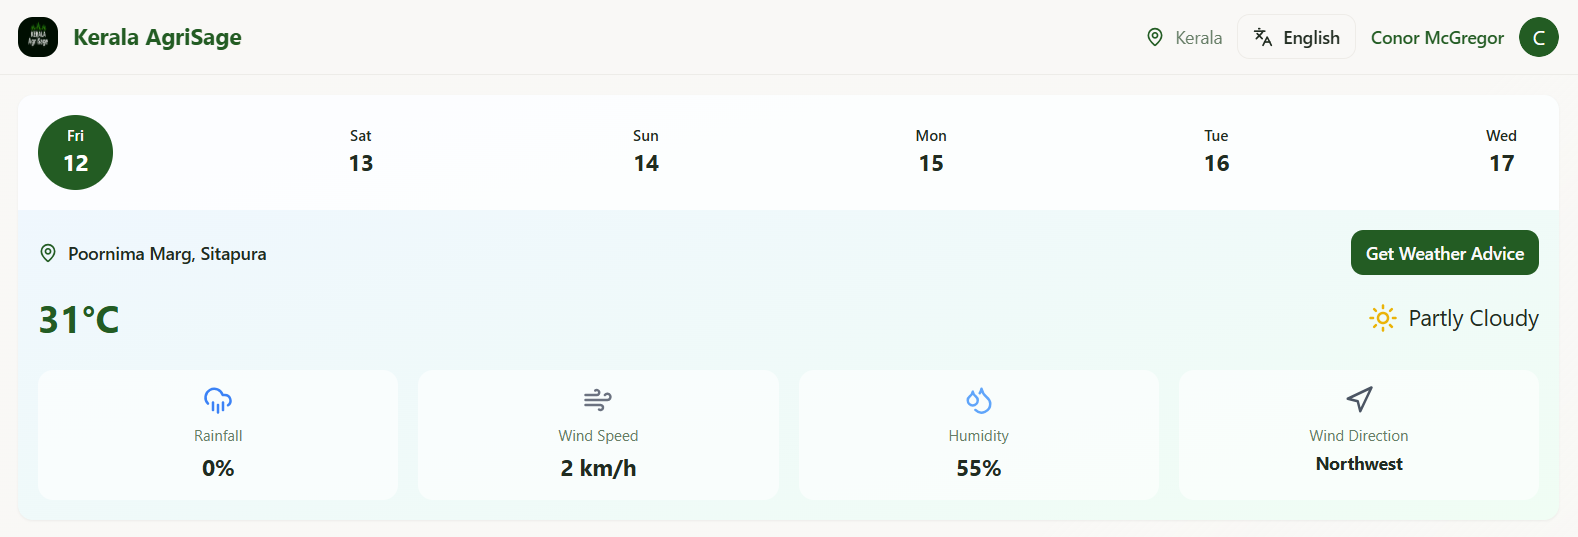 KERALA
AgriSage
Kerala AgriSage
Kerala
English
Conor McGregor
C
Fri
12
Sat
13
Sun
14
Mon
15
Tue
16
Wed
17
Poornima Marg, Sitapura
Get Weather Advice
31°C
Partly Cloudy
Rainfall
0%
Wind Speed
2 km/h
Humidity
55%
Wind Direction
Northwest